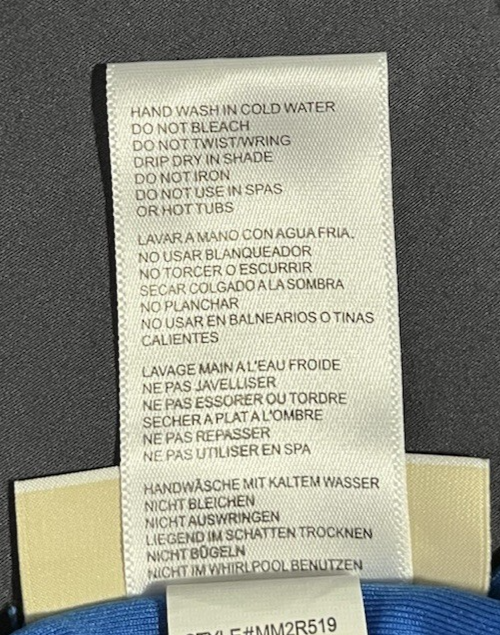 HAND WASH IN COLD WATER
DO NOT BLEACH
DO NOT TWIST/WRING
DRIP DRY IN SHADE
DO NOT IRON
DO NOT USE IN SPAS
OR HOT TUBS
LAVAR A MANO CON AGUA FRIA.
NO USAR BLANQUEADOR
NO TORCER O ESCURRIR
SECAR COLGADO A LA SOMBRA
NO PLANCHAR
NO USAR EN BALNEARIOS O TINAS
CALIENTES
LAVAGE MAIN A L'EAU FROIDE
NE PAS JAVELLISER
NE PAS ESSORER OU TORDRE
SECHER A PLAT A L'OMBRE
NE PAS REPASSER
NE PAS UTILISER EN SPA
HANDWÄSCHE MIT KALTEM WASSER
NICHT BLEICHEN
NICHT AUSWRINGEN
LIEGEND IM SCHATTEN TROCKNEN
NICHT BÜGELN
NICHT IM WHIRLPOOL BENUTZEN
STYLE#MM2R519